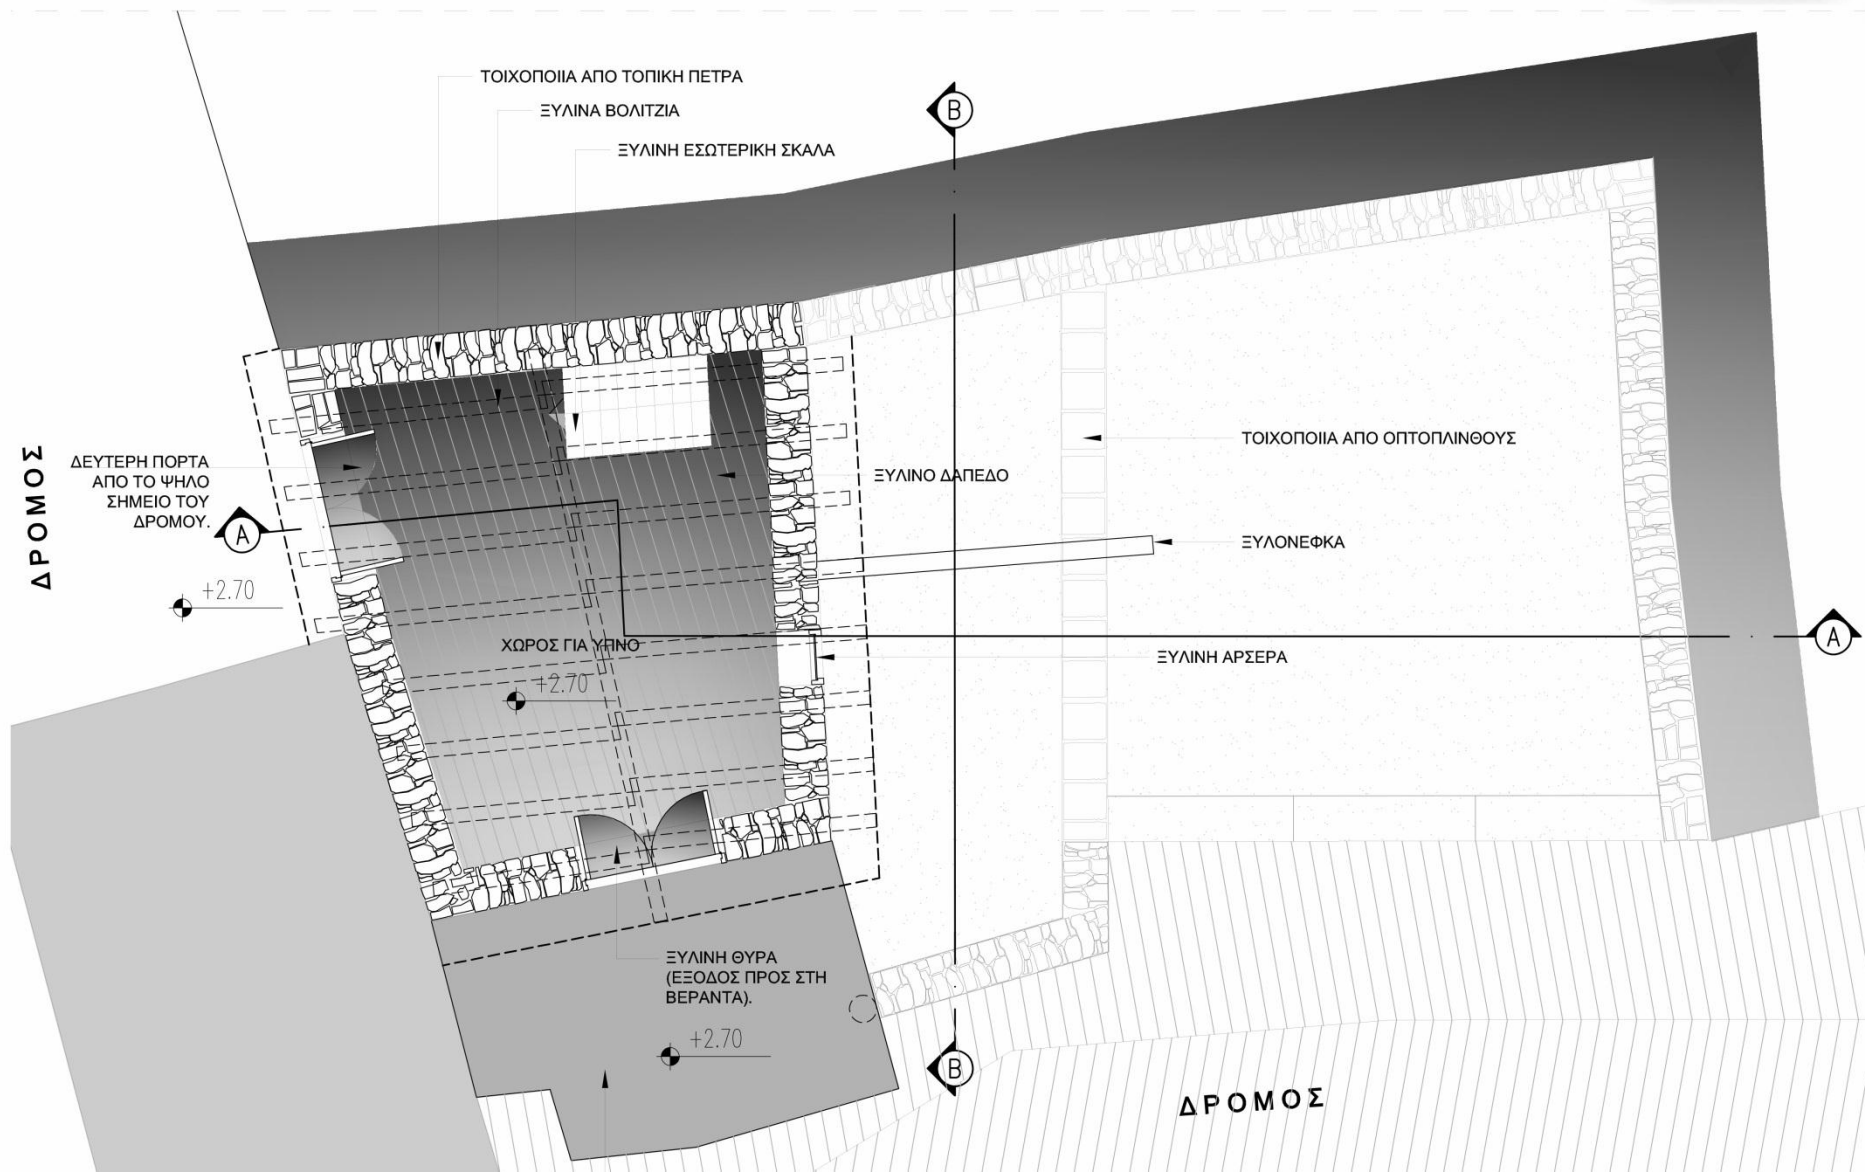 ΤΟΙΧΟΠΟΙΙΑ ΑΠΟ ΤΟΠΙΚΗ ΠΕΤΡΑ
ΞΥΛΙΝΑ ΒΟΛΙΤΖΙΑ
ΞΥΛΙΝΗ ΕΣΩΤΕΡΙΚΗ ΣΚΑΛΑ
B
ΔΡΟΜΟΣ
ΔΕΥΤΕΡΗ ΠΟΡΤΑ
ΑΠΟ ΤΟ ΨΗΛΟ
ΣΗΜΕΙΟ ΤΟΥ
ΔΡΟΜΟΥ.
A
+2.70
ΞΥΛΙΝΟ ΔΑΠΕΔΟ
ΤΟΙΧΟΠΟΙΙΑ ΑΠΟ ΟΠΤΟΠΛΙΝΘΟΥΣ
ΞΥΛΟΝΕΦΚΑ
ΧΩΡΟΣ ΓΙΑ ΥΠΝΟ
+2.70
ΞΥΛΙΝΗ ΑΡΣΕΡΑ
A
ΞΥΛΙΝΗ ΘΥΡΑ
(ΕΞΟΔΟΣ ΠΡΟΣ ΣΤΗ
ΒΕΡΑΝΤΑ).
+2.70
B
ΔΡΟΜΟΣ